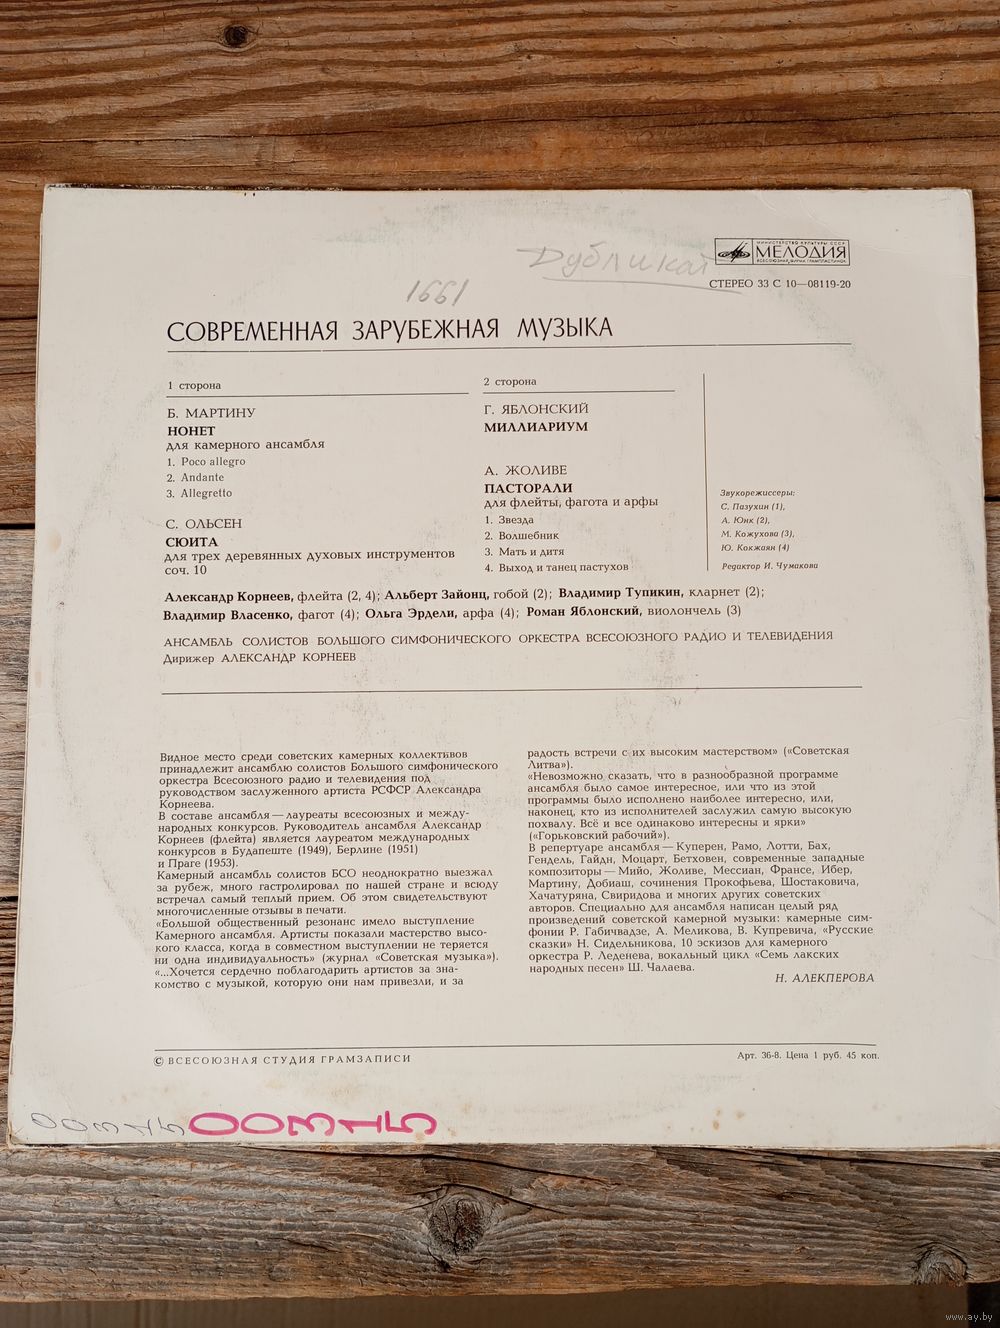 Дубликат
МИНИСТЕРСТВО КУЛЬТУРЫ СССР
МЕЛОДИЯ
ВСЕСОЮЗНАЯ ФИРМА ГРАМПЛАСТИНОК
СТЕРЕО 33 С 10—08119-20
1661
СОВРЕМЕННАЯ ЗАРУБЕЖНАЯ МУЗЫКА
1 сторона
Б. МАРТИНУ
НОНЕТ
для камерного ансамбля
1. Poco allegro
2. Andante
3. Allegretto
С. ОЛЬСЕН
СЮИТА
для трех деревянных духовых инструментов
соч. 10
2 сторона
Г. ЯБЛОНСКИЙ
МИЛЛИАРИУМ
А. ЖОЛИВЕ
ПАСТОРАЛИ
для флейты, фагота и арфы
1. Звезда
2. Волшебник
3. Мать и дитя
4. Выход и танец пастухов
Звукорежиссеры:
С. Пазухин (1),
А. Юнк (2),
М. Кожухова (3),
Ю. Кокжаян (4)
Редактор И. Чумакова
Александр Корнеев, флейта (2, 4); Альберт Зайонц, гобой (2); Владимир Тупикин, кларнет (2);
Владимир Власенко, фагот (4); Ольга Эрдели, арфа (4); Роман Яблонский, виолончель (3)
АНСАМБЛЬ СОЛИСТОВ БОЛЬШОГО СИМФОНИЧЕСКОГО ОРКЕСТРА ВСЕСОЮЗНОГО РАДИО И ТЕЛЕВИДЕНИЯ
Дирижер АЛЕКСАНДР КОРНЕЕВ
Видное место среди советских камерных коллективов
принадлежит ансамблю солистов Большого симфонического
оркестра Всесоюзного радио и телевидения под
руководством заслуженного артиста РСФСР Александра
Корнеева.
В составе ансамбля — лауреаты всесоюзных и между-
народных конкурсов. Руководитель ансамбля Александр
Корнеев (флейта) является лауреатом международных
конкурсов в Будапеште (1949), Берлине (1951)
и Праге (1953).
Камерный ансамбль солистов БСО неоднократно выезжал
за рубеж, много гастролировал по нашей стране и всюду
встречал самый теплый прием. Об этом свидетельствуют
многочисленные отзывы в печати.
«Большой общественный резонанс имело выступление
Камерного ансамбля. Артисты показали мастерство высо-
кого класса, когда в совместном выступлении не теряется
ни одна индивидуальность» (журнал «Советская музыка»).
«...Хочется сердечно поблагодарить артистов за зна-
комство с музыкой, которую они нам привезли, и за
радость встречи с их высоким мастерством» («Советская
Литва»).
«Невозможно сказать, что в разнообразной программе
ансамбля было самое интересное, или что из этой
программы было исполнено наиболее интересно, или,
наконец, кто из исполнителей заслужил самую высокую
похвалу. Всё и все одинаково интересны и ярки»
(«Горьковский рабочий»).
В репертуаре ансамбля — Куперен, Рамо, Лотти, Бах,
Гендель, Гайдн, Моцарт, Бетховен, современные западные
композиторы — Мийо, Жоливе, Мессиан, Франсе, Ибер,
Мартину, Добиаш, сочинения Прокофьева, Шостаковича,
Хачатуряна, Свиридова и многих других советских
авторов. Специально для ансамбля написан целый ряд
произведений советской камерной музыки: камерные сим-
фонии Р. Габичвадзе, А. Меликова, В. Купревича, «Русские
сказки» Н. Сидельникова, 10 эскизов для камерного
оркестра Р. Леденева, вокальный цикл «Семь лакских
народных песен» Ш. Чалаева.
Н. АЛЕКПЕРОВА
© ВСЕСОЮЗНАЯ СТУДИЯ ГРАМЗАПИСИ
Арт. 36-8. Цена 1 руб. 45 коп.
00315
00315
www.ay.by